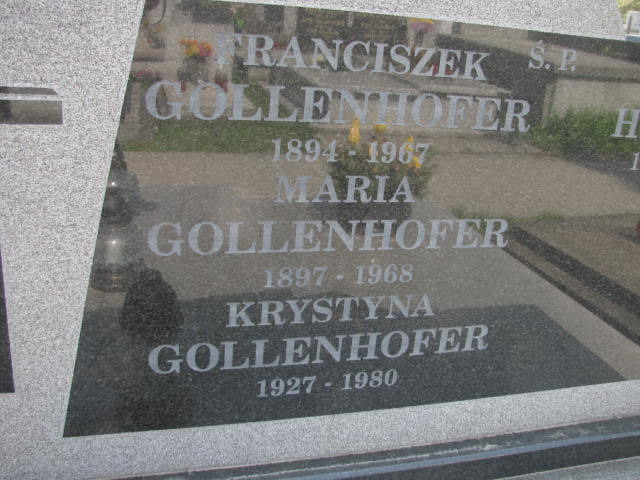 FRANCISZEK Ś. P.
GOLLENHOFER
1894 - 1967
MARIA
GOLLENHOFER
1897 - 1968
KRYSTYNA
GOLLENHOFER
1927 - 1980